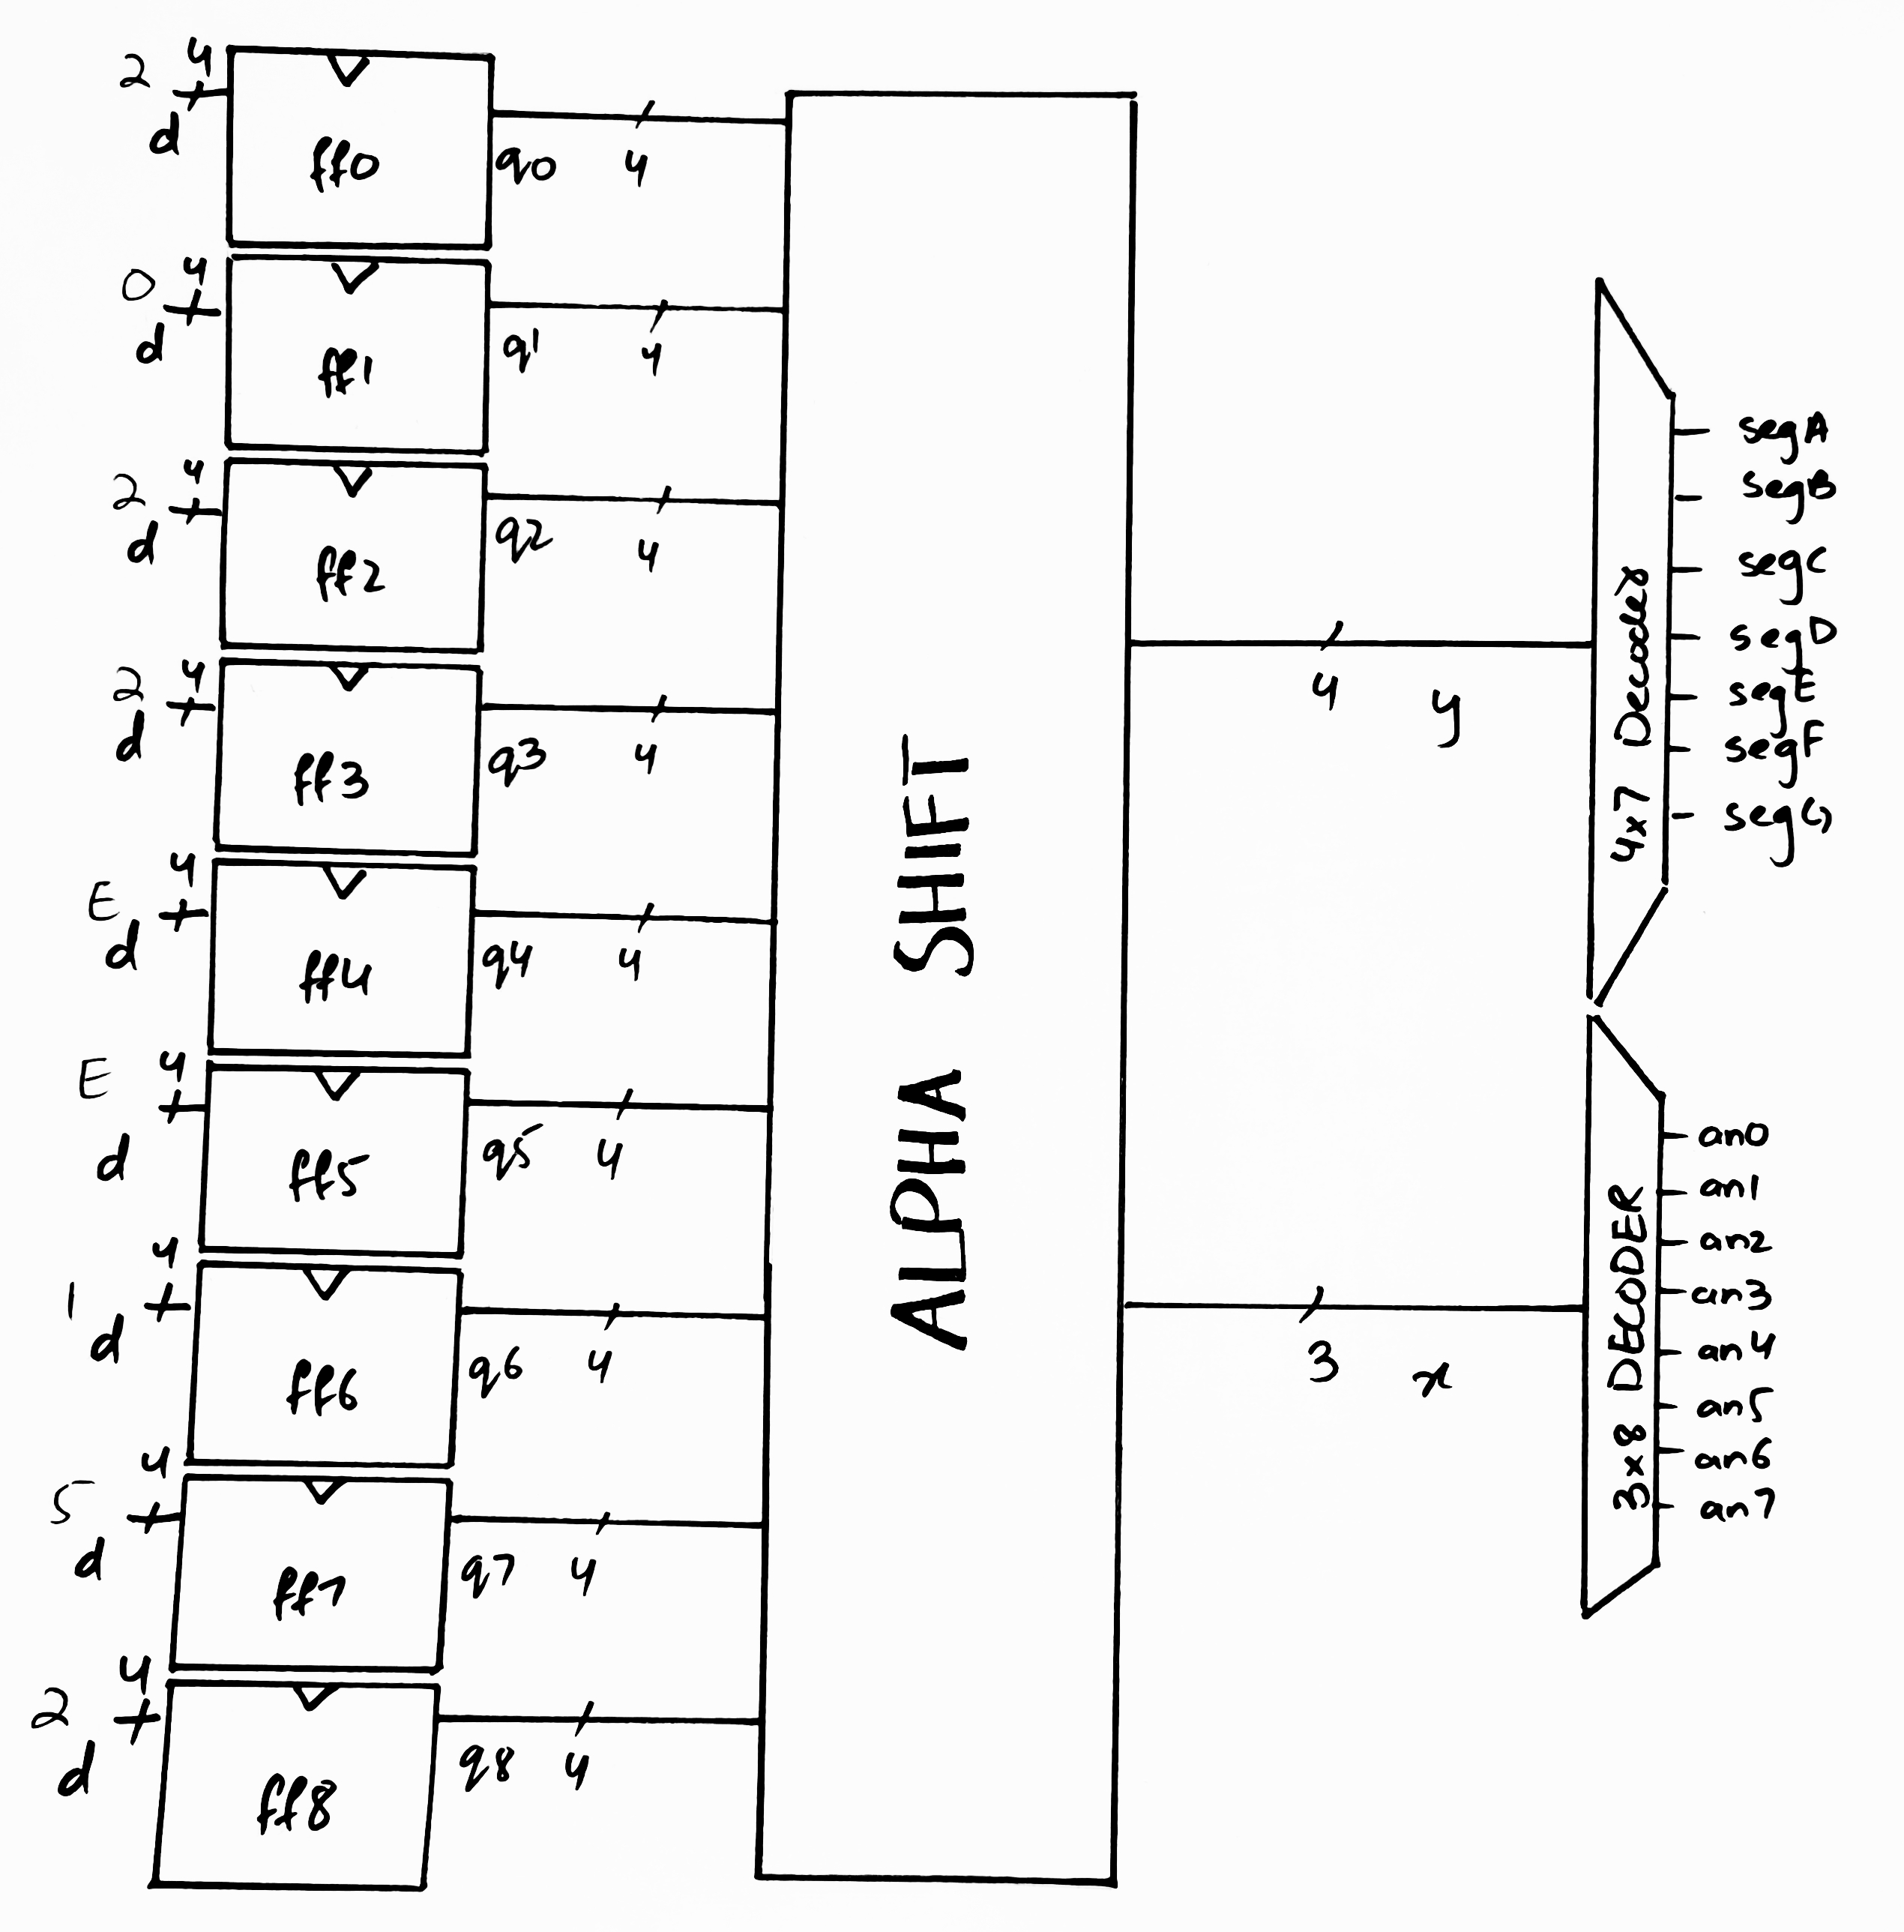 2 4
d
ff0
q0 4
0 4
d
ff1
q1 4
2 4
d
ff2
q2 4
2 4
d
ff3
q3 4
E 4
d
ff4
q4 4
E 4
d
ff5
q5 4
1 4
d
ff6
q6 4
5 4
d
ff7
q7 4
2 4
d
ff8
q8 4
ALPHA SHIFT
4 y
3 x
4x7 Decoder
segA
segB
segC
segD
segE
segF
segG
3x8 DECODER
an0
an1
an2
an3
an4
an5
an6
an7